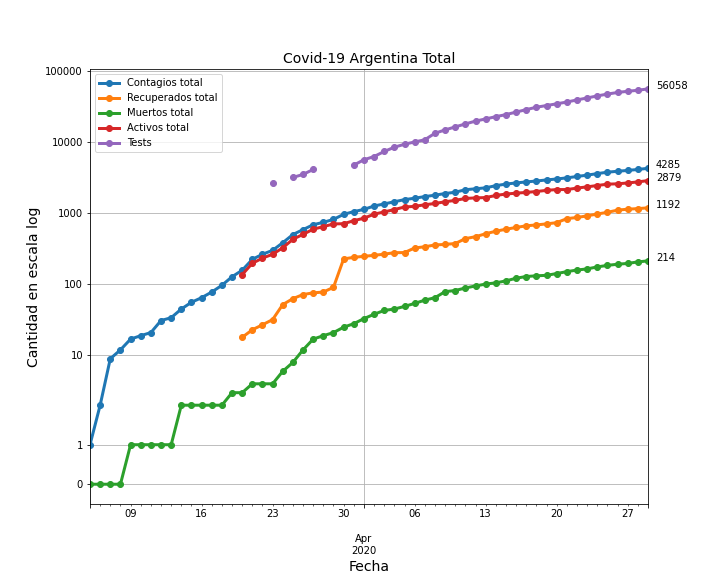 Covid-19 Argentina Total
Contagios total
Recuperados total
Muertos total
Activos total
Tests
Cantidad en escala log
100000
10000
1000
100
10
1
0
56058
4285
2879
1192
214
09 16 23 30 06 13 20 27
Apr
2020
Fecha